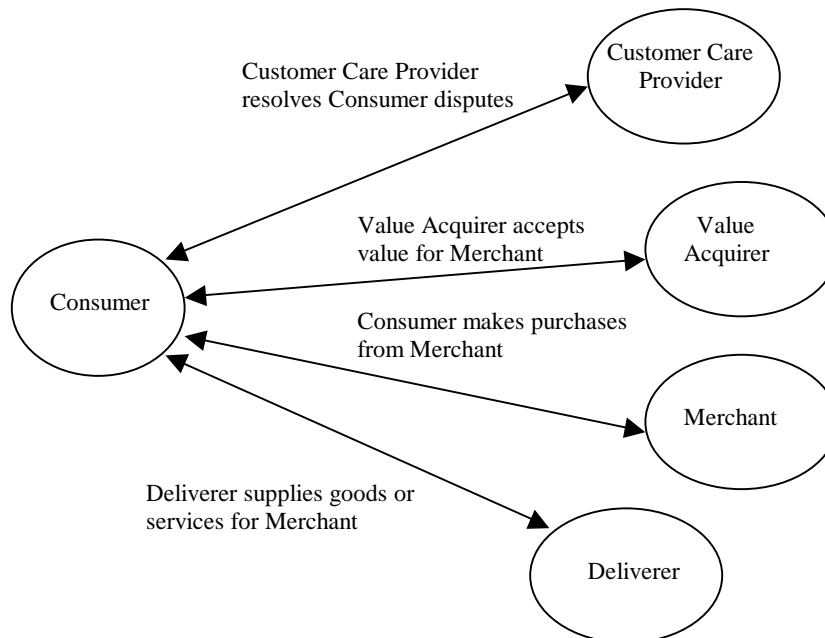 Customer Care
Provider
Customer Care Provider
resolves Consumer disputes
Value Acquirer accepts
value for Merchant
Value
Acquirer
Consumer
Consumer makes purchases
from Merchant
Merchant
Deliverer supplies goods or
services for Merchant
Deliverer